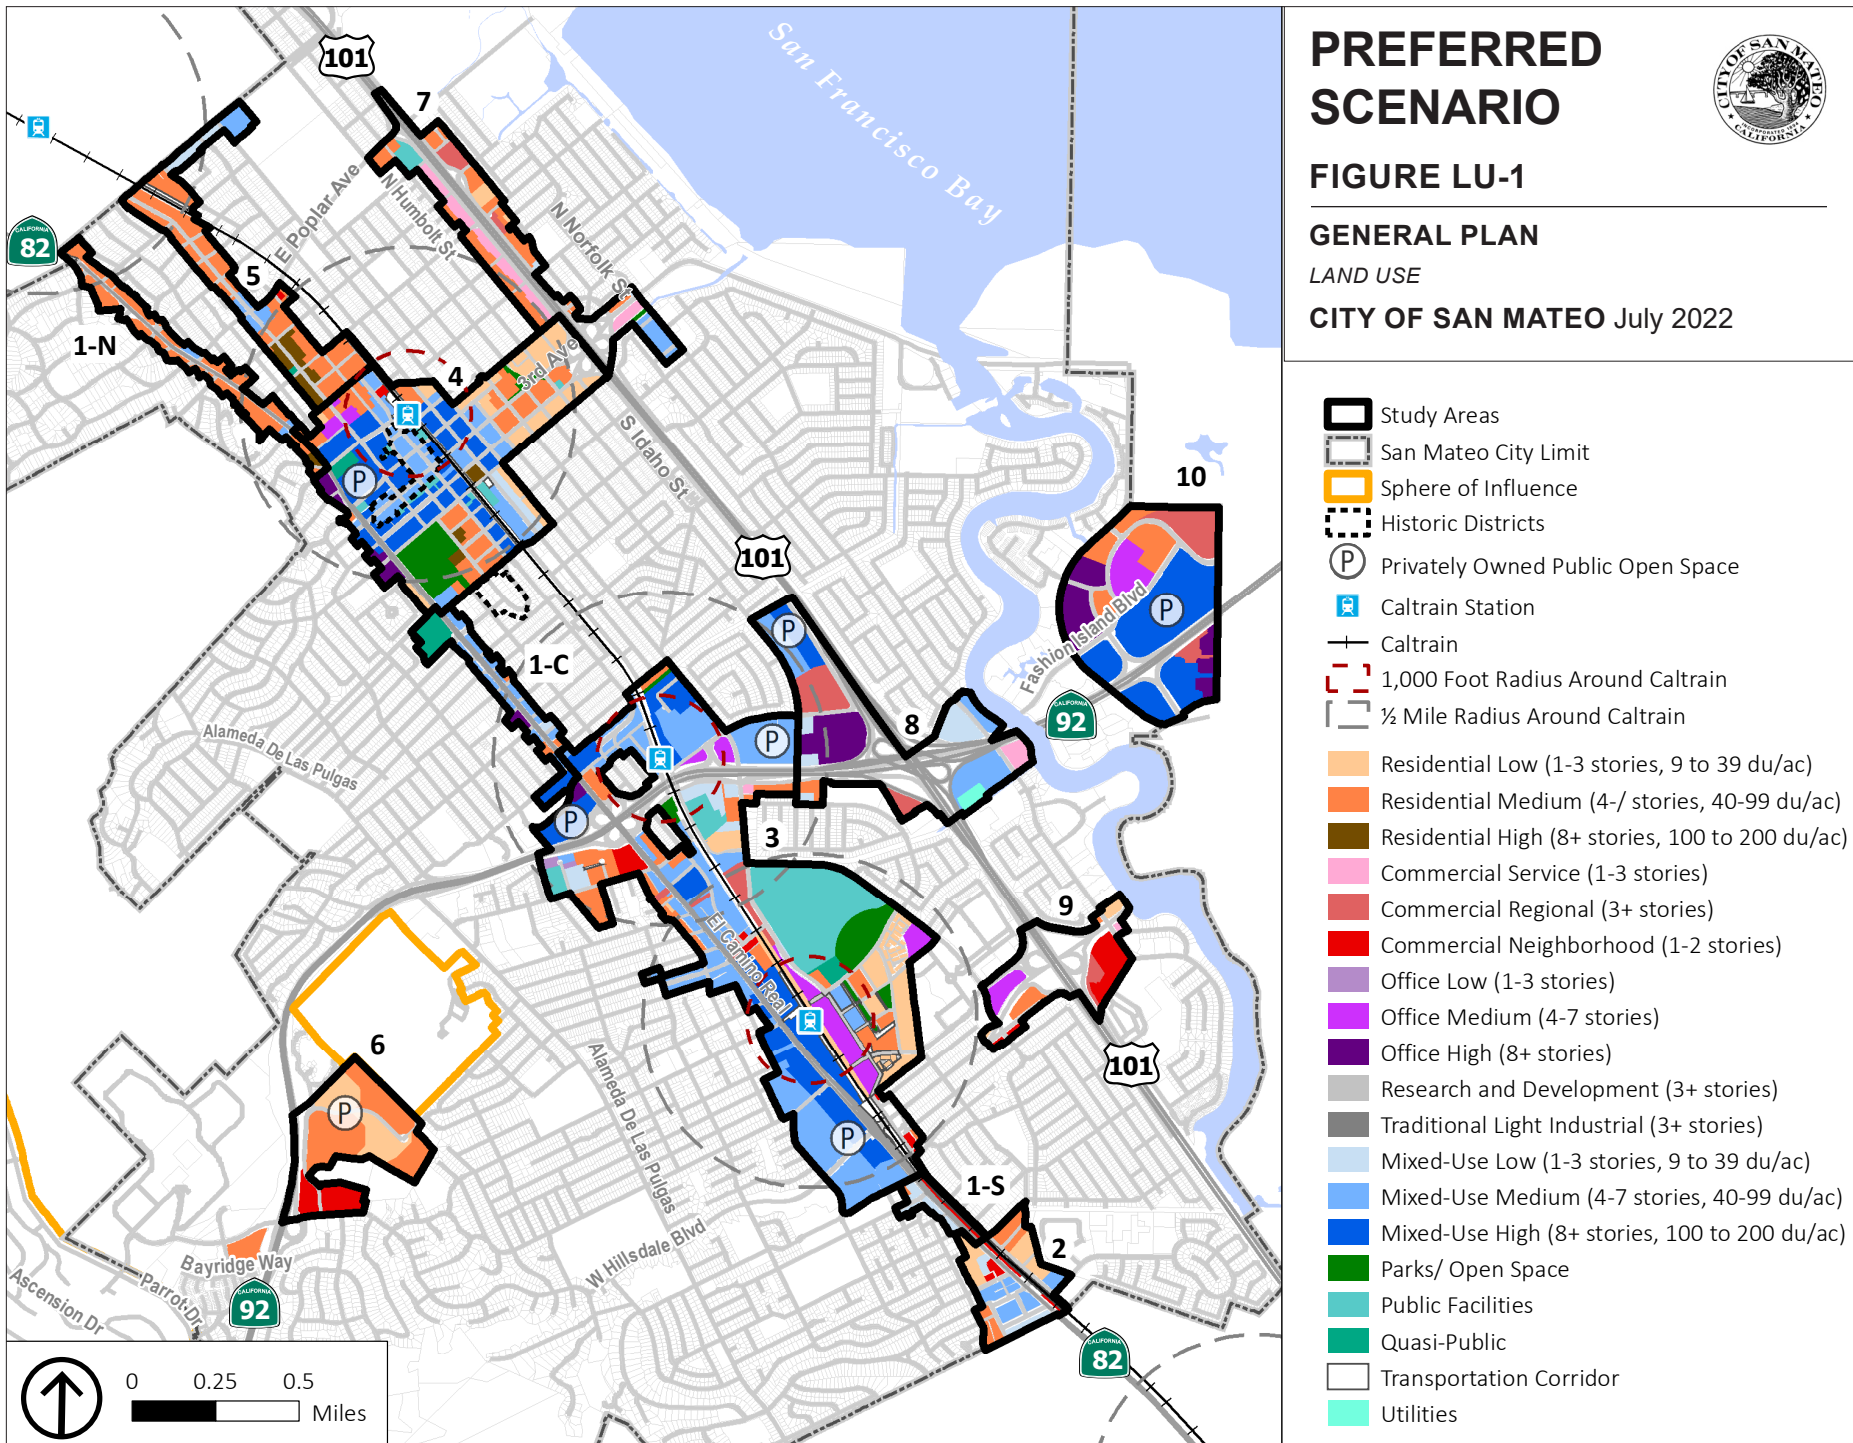 PREFERRED
SCENARIO
CITY OF SAN MATEO
INCORPORATED 1894
CALIFORNIA
FIGURE LU-1
GENERAL PLAN
LAND USE
CITY OF SAN MATEO July 2022
Study Areas
San Mateo City Limit
Sphere of Influence
Historic Districts
P Privately Owned Public Open Space
Caltrain Station
Caltrain
1,000 Foot Radius Around Caltrain
½ Mile Radius Around Caltrain
Residential Low (1-3 stories, 9 to 39 du/ac)
Residential Medium (4-/ stories, 40-99 du/ac)
Residential High (8+ stories, 100 to 200 du/ac)
Commercial Service (1-3 stories)
Commercial Regional (3+ stories)
Commercial Neighborhood (1-2 stories)
Office Low (1-3 stories)
Office Medium (4-7 stories)
Office High (8+ stories)
Research and Development (3+ stories)
Traditional Light Industrial (3+ stories)
Mixed-Use Low (1-3 stories, 9 to 39 du/ac)
Mixed-Use Medium (4-7 stories, 40-99 du/ac)
Mixed-Use High (8+ stories, 100 to 200 du/ac)
Parks/ Open Space
Public Facilities
Quasi-Public
Transportation Corridor
Utilities
San Francisco Bay
101
7
CALIFORNIA
82
E Poplar Ave
N Humbolt St
N Norfolk St
5
1-N
4
3rd Ave
P
S Idaho St
10
101
P
Fashion Island Blvd
P
1-C
CALIFORNIA
92
8
P
Alameda De Las Pulgas
P
3
El Camino Real
9
6
P
101
Alameda De Las Pulgas
P
1-S
2
W Hillsdale Blvd
Bayridge Way
Ascension Dr
Parrot Dr
CALIFORNIA
92
CALIFORNIA
82
0 0.25 0.5
Miles